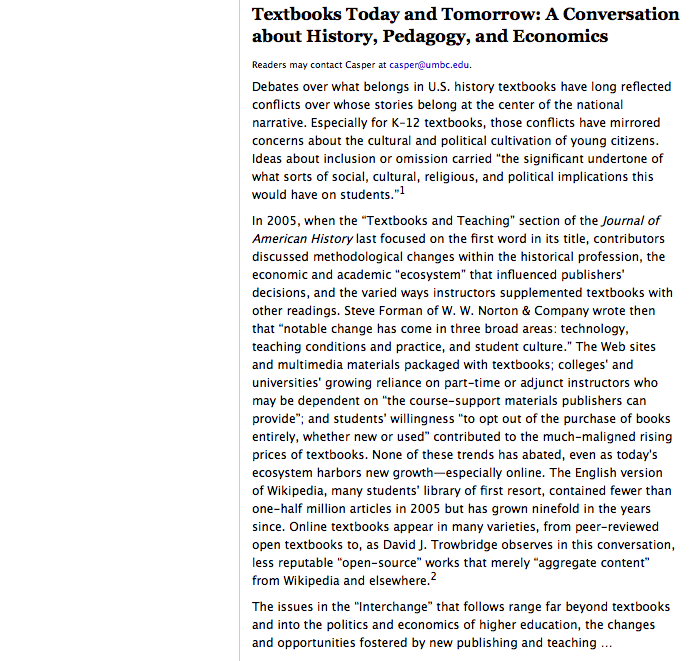 Textbooks Today and Tomorrow: A Conversation
about History, Pedagogy, and Economics
Readers may contact Casper at casper@umbc.edu.
Debates over what belongs in U.S. history textbooks have long reflected
conflicts over whose stories belong at the center of the national
narrative. Especially for K-12 textbooks, those conflicts have mirrored
concerns about the cultural and political cultivation of young citizens.
Ideas about inclusion or omission carried “the significant undertone of
what sorts of social, cultural, religious, and political implications this
would have on students.”1
In 2005, when the “Textbooks and Teaching” section of the Journal of
American History last focused on the first word in its title, contributors
discussed methodological changes within the historical profession, the
economic and academic “ecosystem” that influenced publishers'
decisions, and the varied ways instructors supplemented textbooks with
other readings. Steve Forman of W. W. Norton & Company wrote then
that “notable change has come in three broad areas: technology,
teaching conditions and practice, and student culture.” The Web sites
and multimedia materials packaged with textbooks; colleges' and
universities' growing reliance on part-time or adjunct instructors who
may be dependent on “the course-support materials publishers can
provide”; and students' willingness “to opt out of the purchase of books
entirely, whether new or used” contributed to the much-maligned rising
prices of textbooks. None of these trends has abated, even as today's
ecosystem harbors new growth—especially online. The English version
of Wikipedia, many students' library of first resort, contained fewer than
one-half million articles in 2005 but has grown ninefold in the years
since. Online textbooks appear in many varieties, from peer-reviewed
open textbooks to, as David J. Trowbridge observes in this conversation,
less reputable “open-source” works that merely “aggregate content”
from Wikipedia and elsewhere.2
The issues in the “Interchange” that follows range far beyond textbooks
and into the politics and economics of higher education, the changes
and opportunities fostered by new publishing and teaching ...